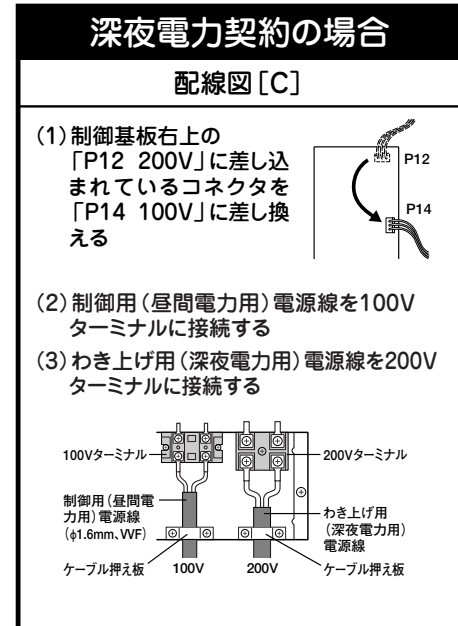 深夜電力契約の場合
配線図[C]
(1)制御基板右上の
「P12 200V」に差し込
まれているコネクタを
「P14 100V」に差し換
える
P12
P14
(2)制御用(昼間電力用)電源線を100V
ターミナルに接続する
(3)わき上げ用(深夜電力用)電源線を200V
ターミナルに接続する
100Vターミナル
200Vターミナル
制御用(昼間電
力用)電源線
(φ1.6mm、VVF)
わき上げ用
(深夜電力用)
電源線
ケーブル押え板
100V
200V
ケーブル押え板